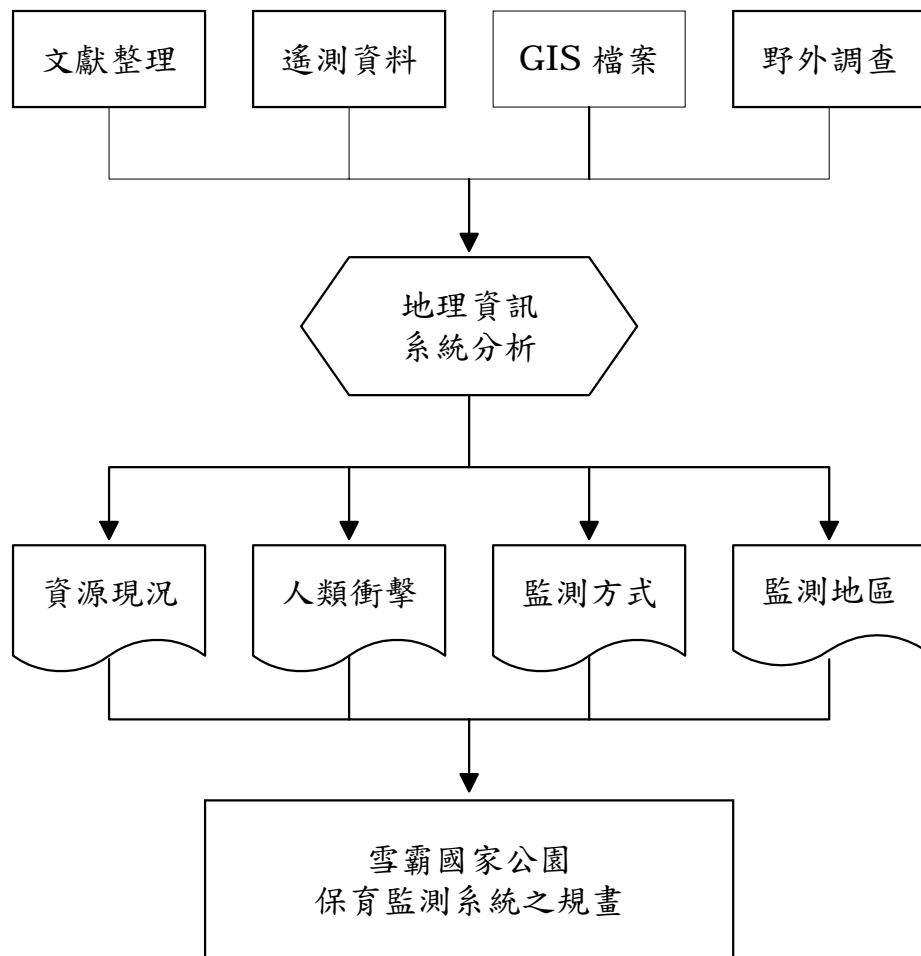 文獻整理
遙測資料
GIS 檔案
野外調查
地理資訊
系統分析
資源現況
人類衝擊
監測方式
監測地區
雪霸國家公園
保育監測系統之規畫